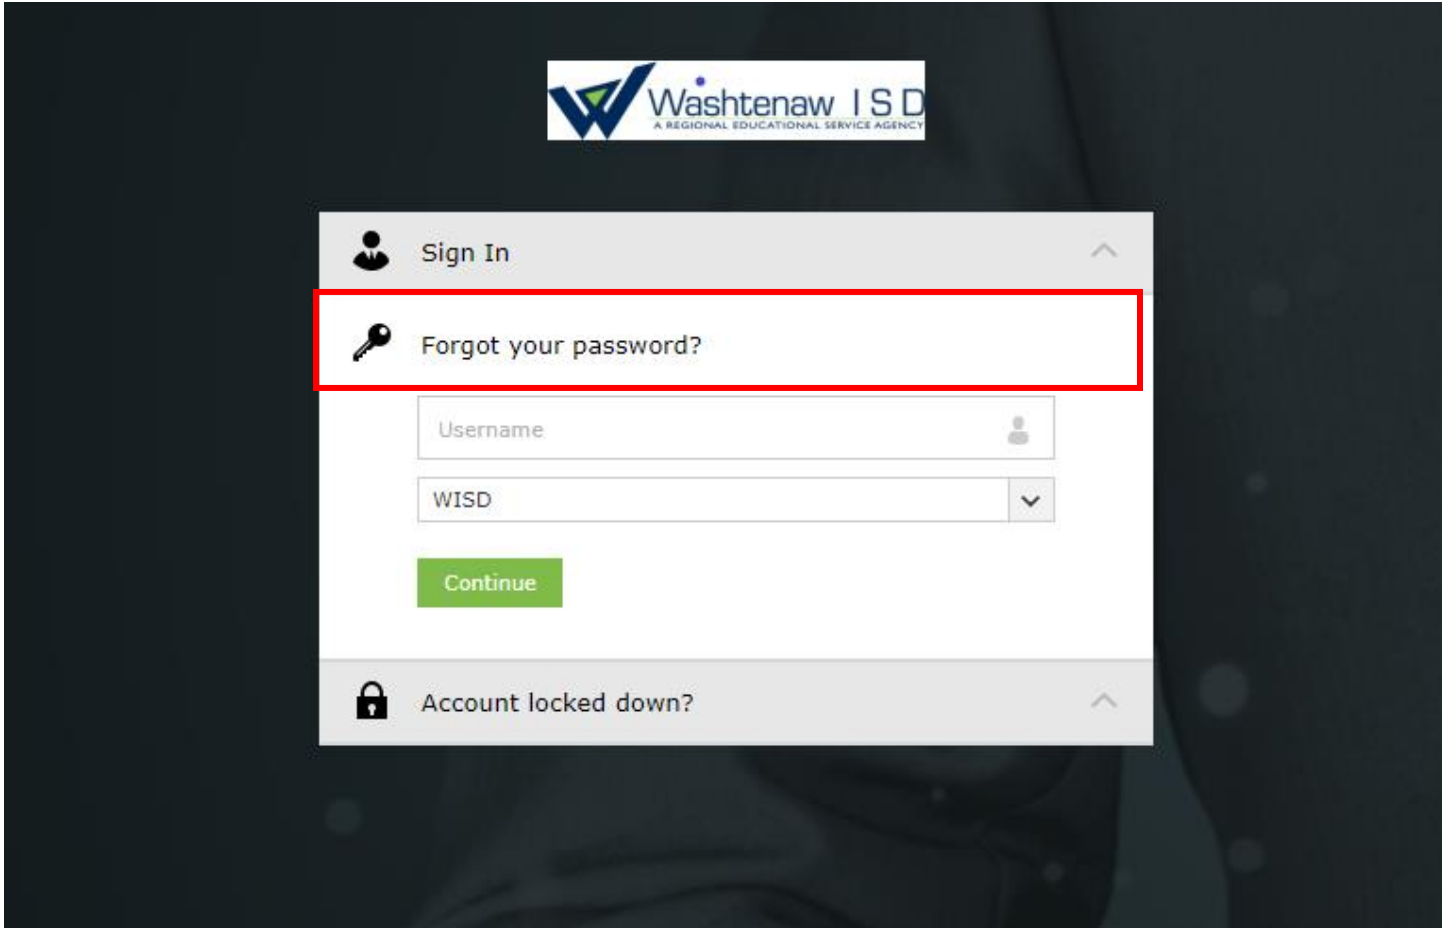 Washtenaw ISD
A REGIONAL EDUCATIONAL SERVICE AGENCY
Sign In
Forgot your password?
Username
WISD
Continue
Account locked down?